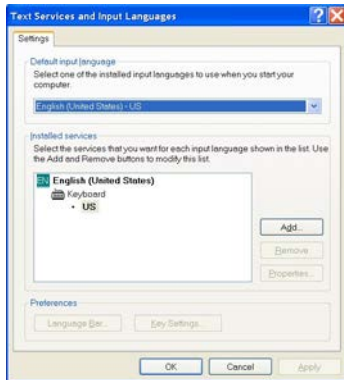 Text Services and Input Languages
Settings
Default input language
Select one of the installed input languages to use when you start your
computer.
English (United States) - US
Installed services
Select the services that you want for each input language shown in the list. Use
the Add and Remove buttons to modify this list.
EN English (United States)
Keyboard
• US
Add...
Remove
Properties...
Preferences
Language Bar...
Key Settings...
OK
Cancel
Apply